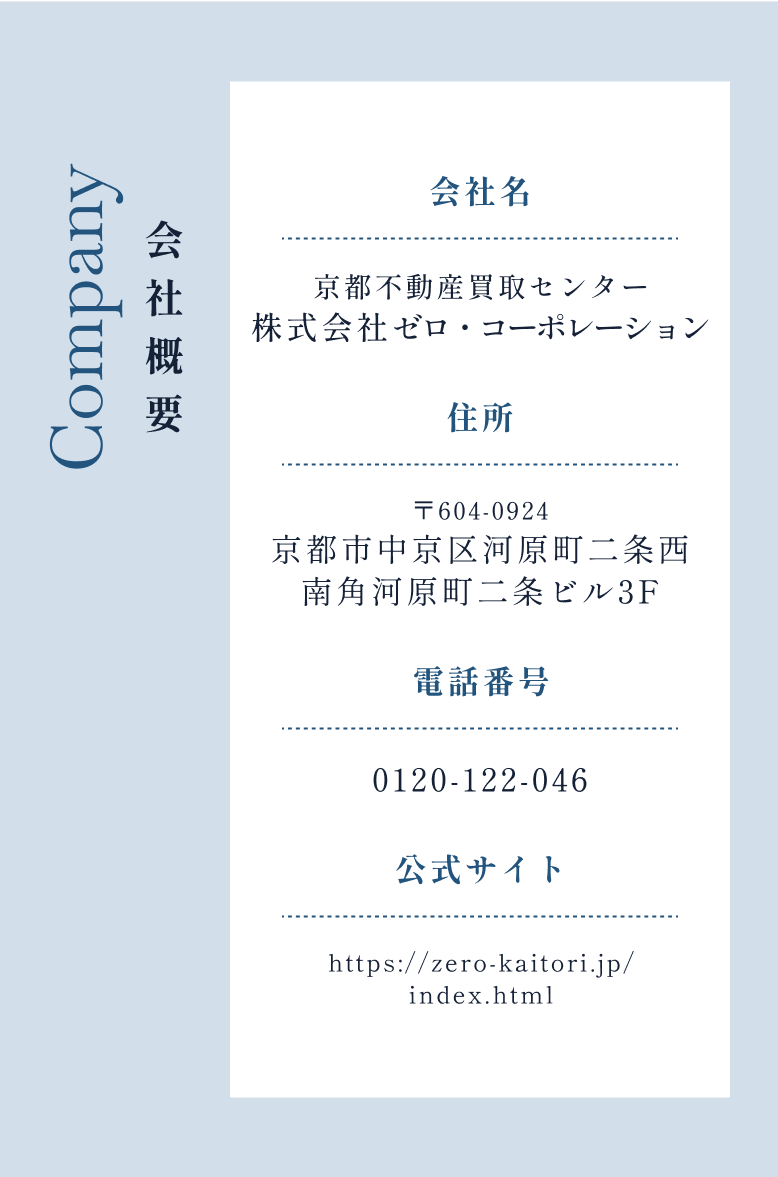 Company
会社概要
会社名
京都不動産買取センター
株式会社ゼロ・コーポレーション
住所
〒604-0924
京都市中京区河原町二条西
南角河原町二条ビル3F
電話番号
0120-122-046
公式サイト
https://zero-kaitori.jp/
index.html